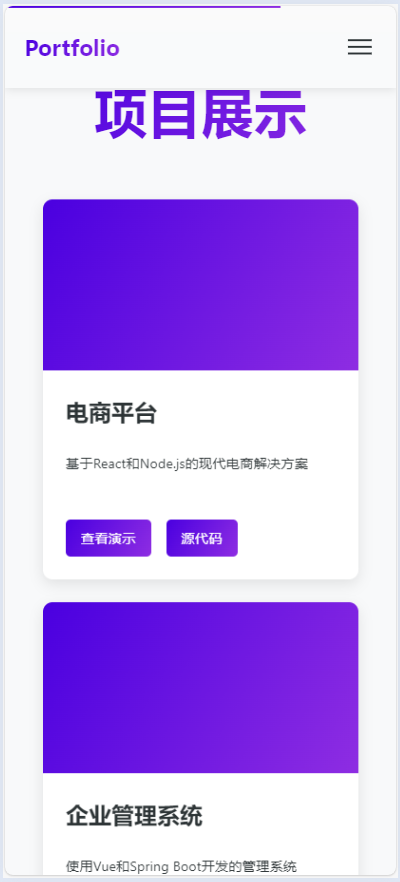 Portfolio
项目展示
电商平台
基于React和Node.js的现代电商解决方案
查看演示 源代码
企业管理系统
使用Vue和Spring Boot开发的管理系统